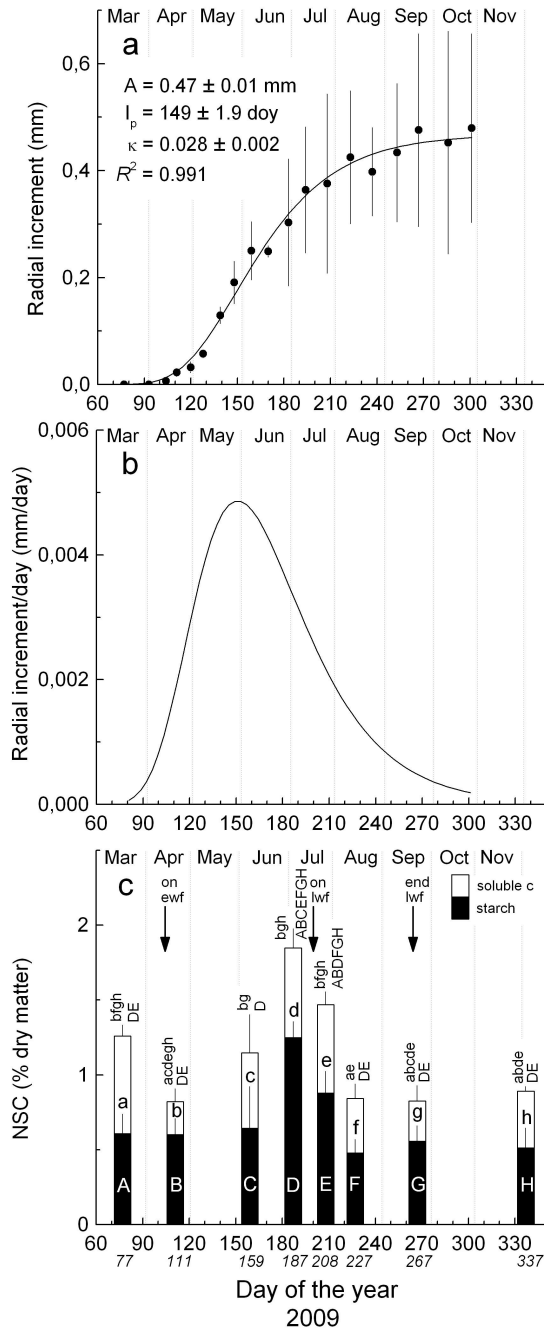 Mar Apr May Jun Jul Aug Sep Oct Nov
a
0,6
A = 0.47 ± 0.01 mm
Ip = 149 ± 1.9 doy
κ = 0.028 ± 0.002
R² = 0.991
0,4
0,2
0,0
Radial increment (mm)
60 90 120 150 180 210 240 270 300 330
0,006
Mar Apr May Jun Jul Aug Sep Oct Nov
b
0,004
0,002
0,000
Radial increment/day (mm/day)
60 90 120 150 180 210 240 270 300 330
Mar Apr May Jun Jul Aug Sep Oct Nov
c
on ewf
on lwf
end lwf
soluble c
starch
2
1
0
NSC (% dry matter)
bfgh DE
acdegh DE
bg D
bgh ABCEFGH
bfgh ABDFGH
ae DE
abcde DE
abde DE
a b c d e f g h
A B C D E F G H
60 90 120 150 180 210 240 270 300 330
77 111 159 187 208 227 267 337
Day of the year
2009